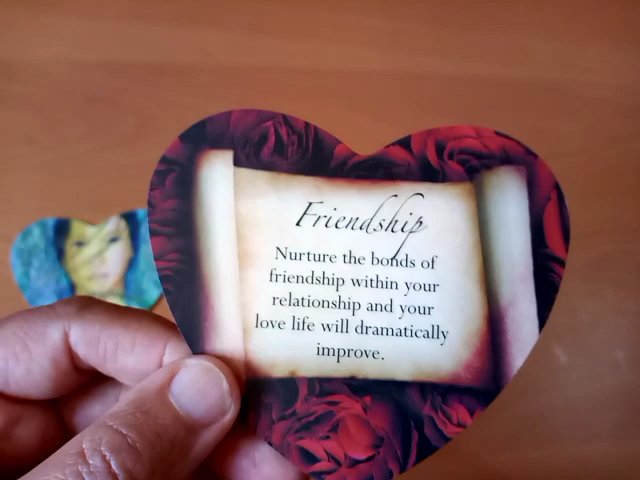 Friendship
Nurture the bonds of
friendship within your
relationship and your
love life will dramatically
improve.